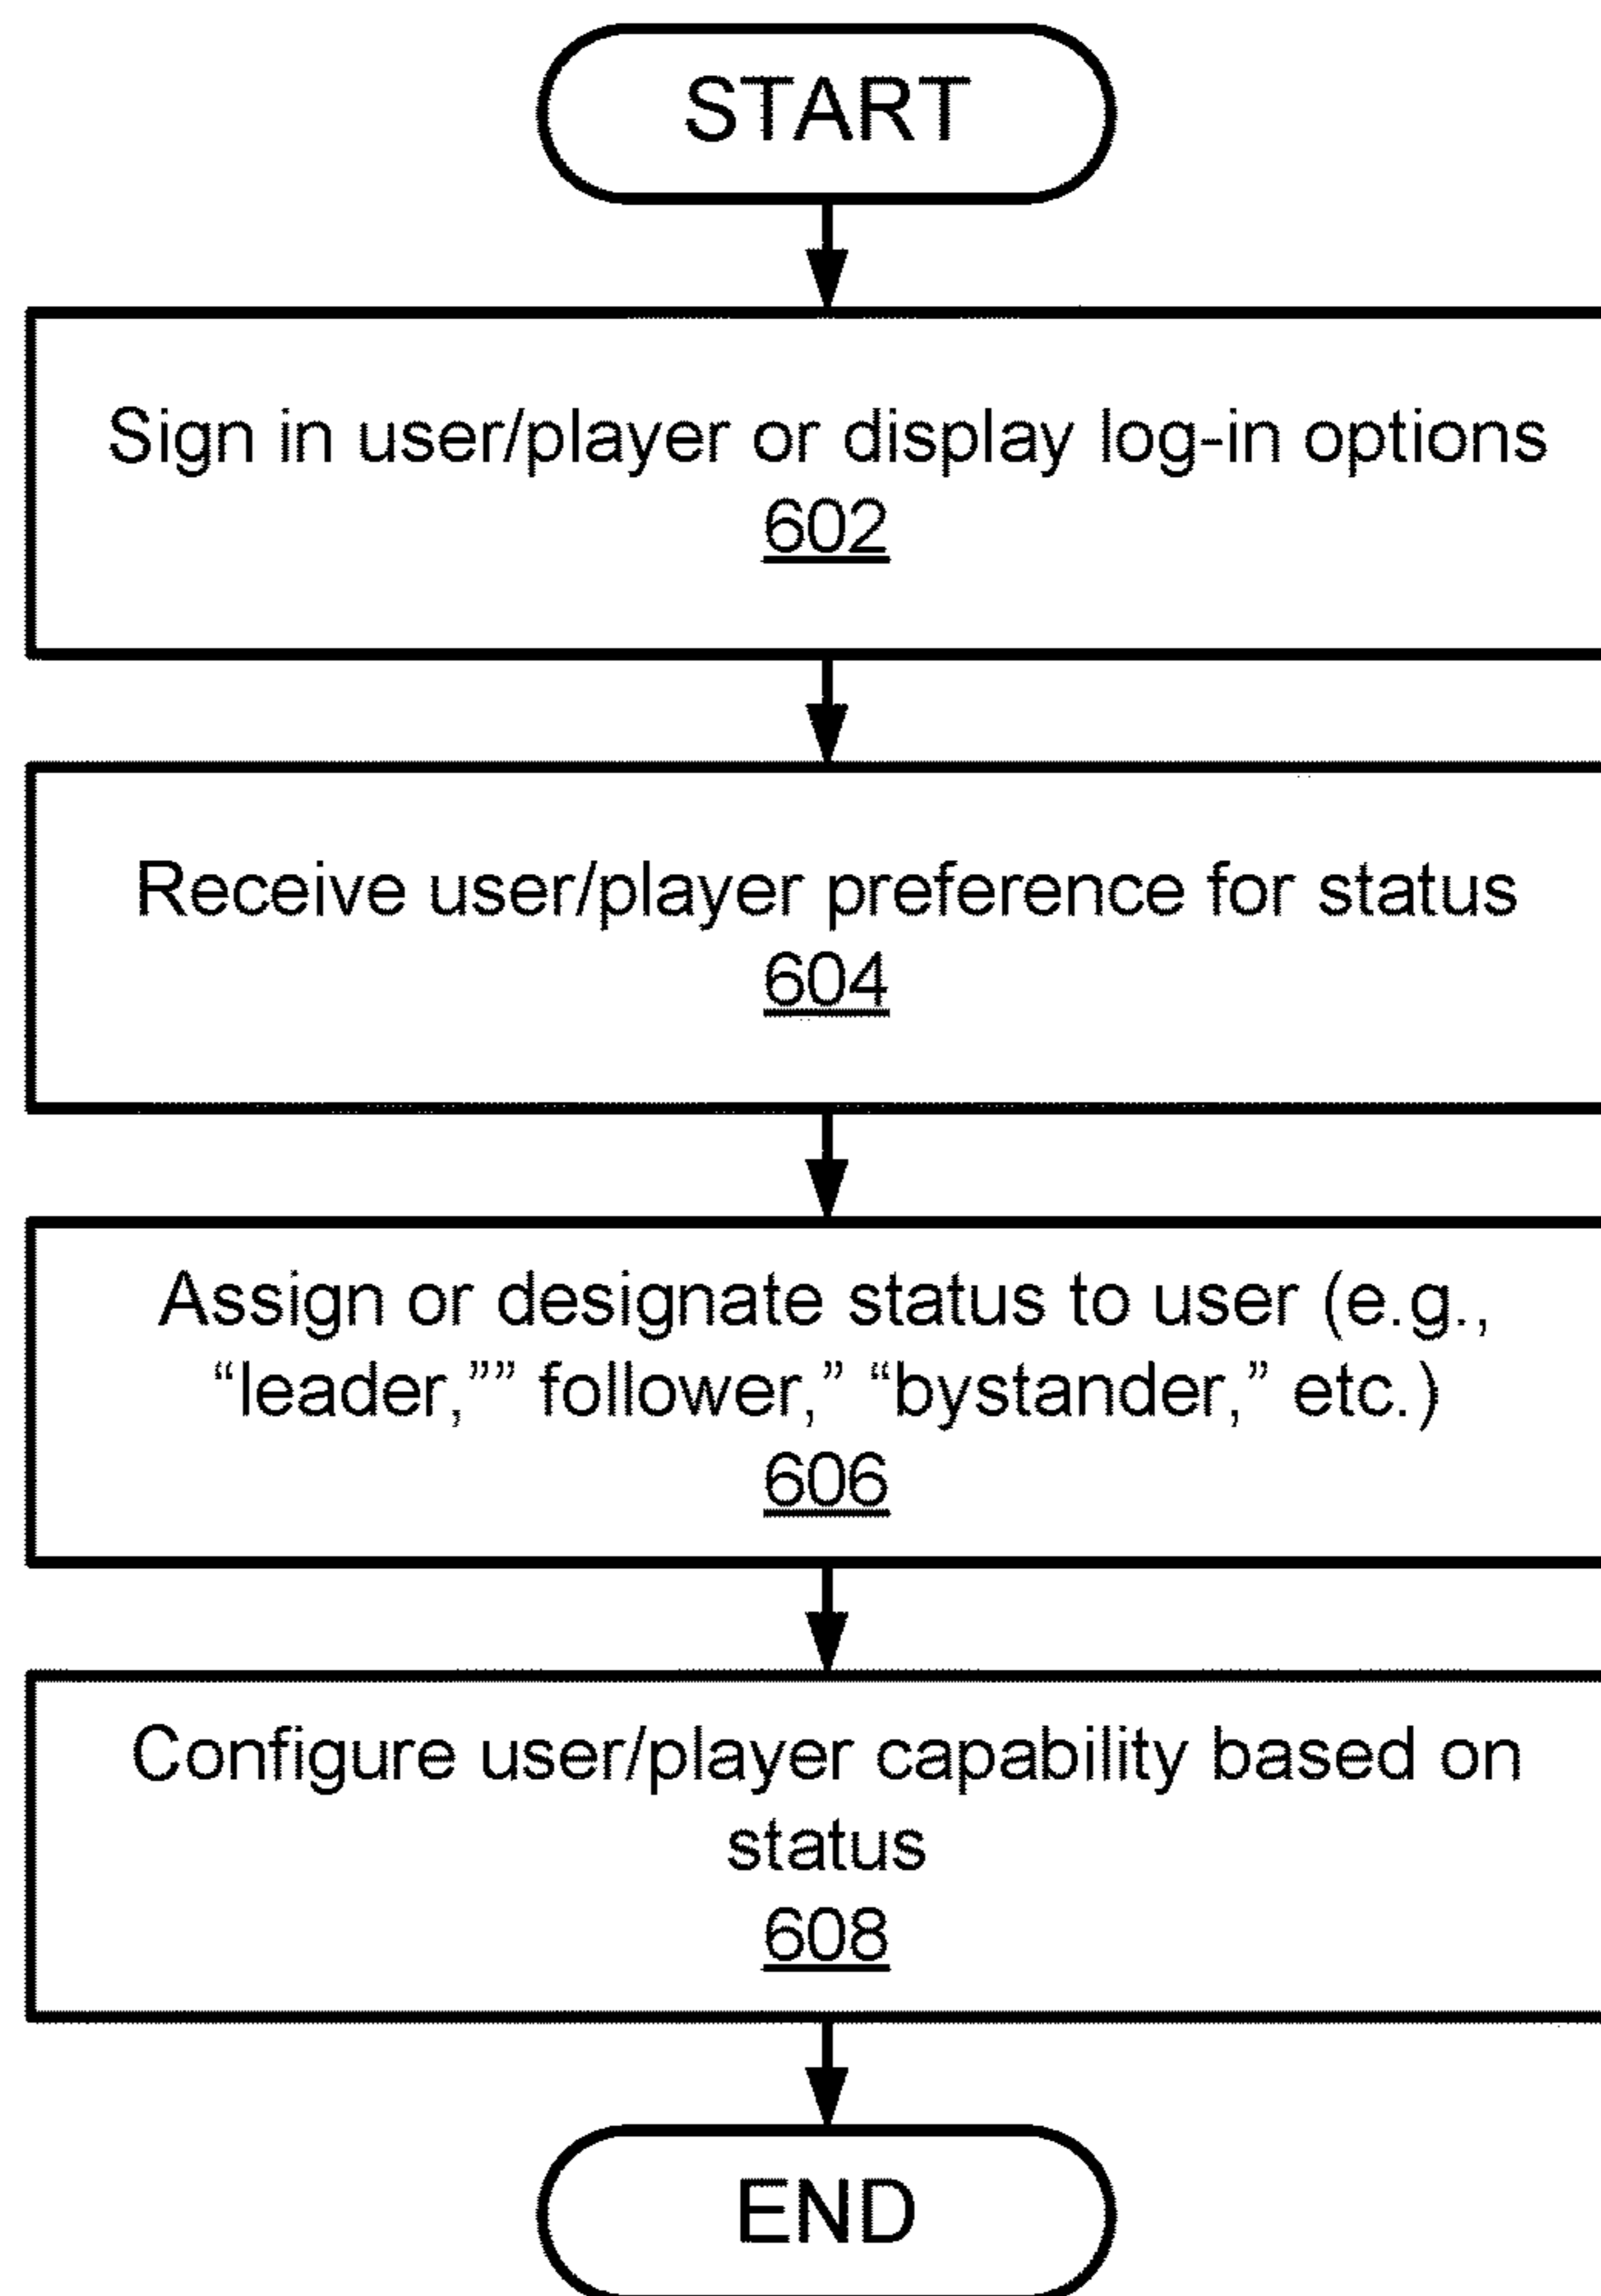 START
Sign in user/player or display log-in options
602
Receive user/player preference for status
604
Assign or designate status to user (e.g.,
“leader,”” follower,” “bystander,” etc.)
606
Configure user/player capability based on
status
608
END